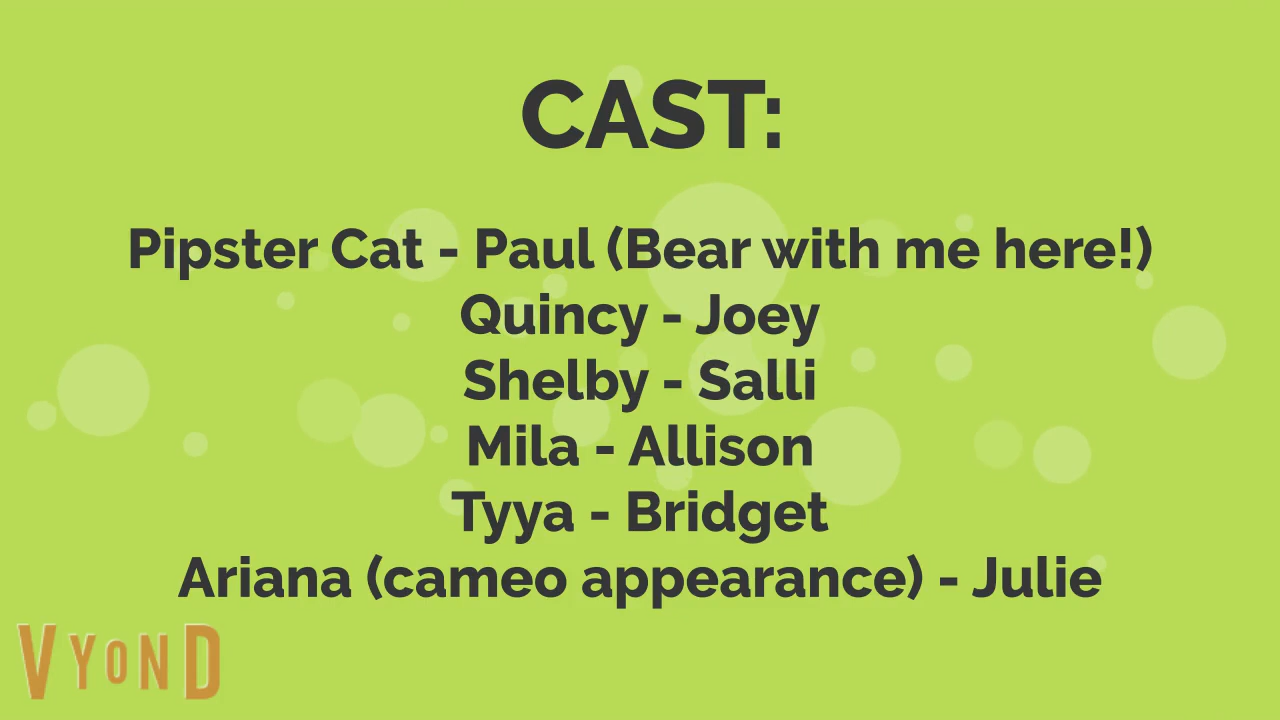 CAST:
Pipster Cat - Paul (Bear with me here!)
Quincy - Joey
Shelby - Salli
Mila - Allison
Tyya - Bridget
Ariana (cameo appearance) - Julie
VYOND